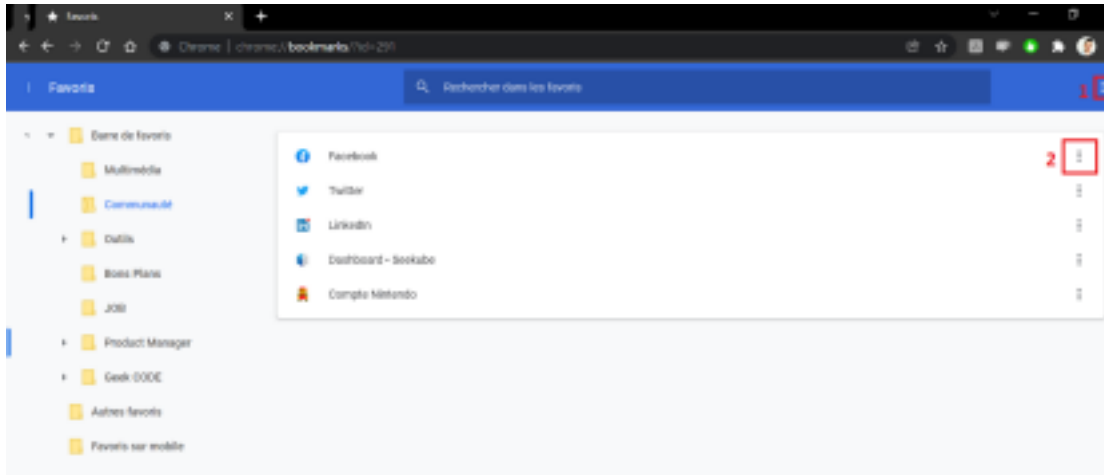 Favoris
Chrome | chrome://bookmarks/?id=291
Favoris
Rechercher dans les favoris
1
Barre de favoris
Multimédia
Communauté
Outils
Bons Plans
JOB
Product Manager
Geek CODE
Autres favoris
Favoris sur mobile
Facebook
2
Twitter
LinkedIn
Dashboard - Seekube
Compte Nintendo